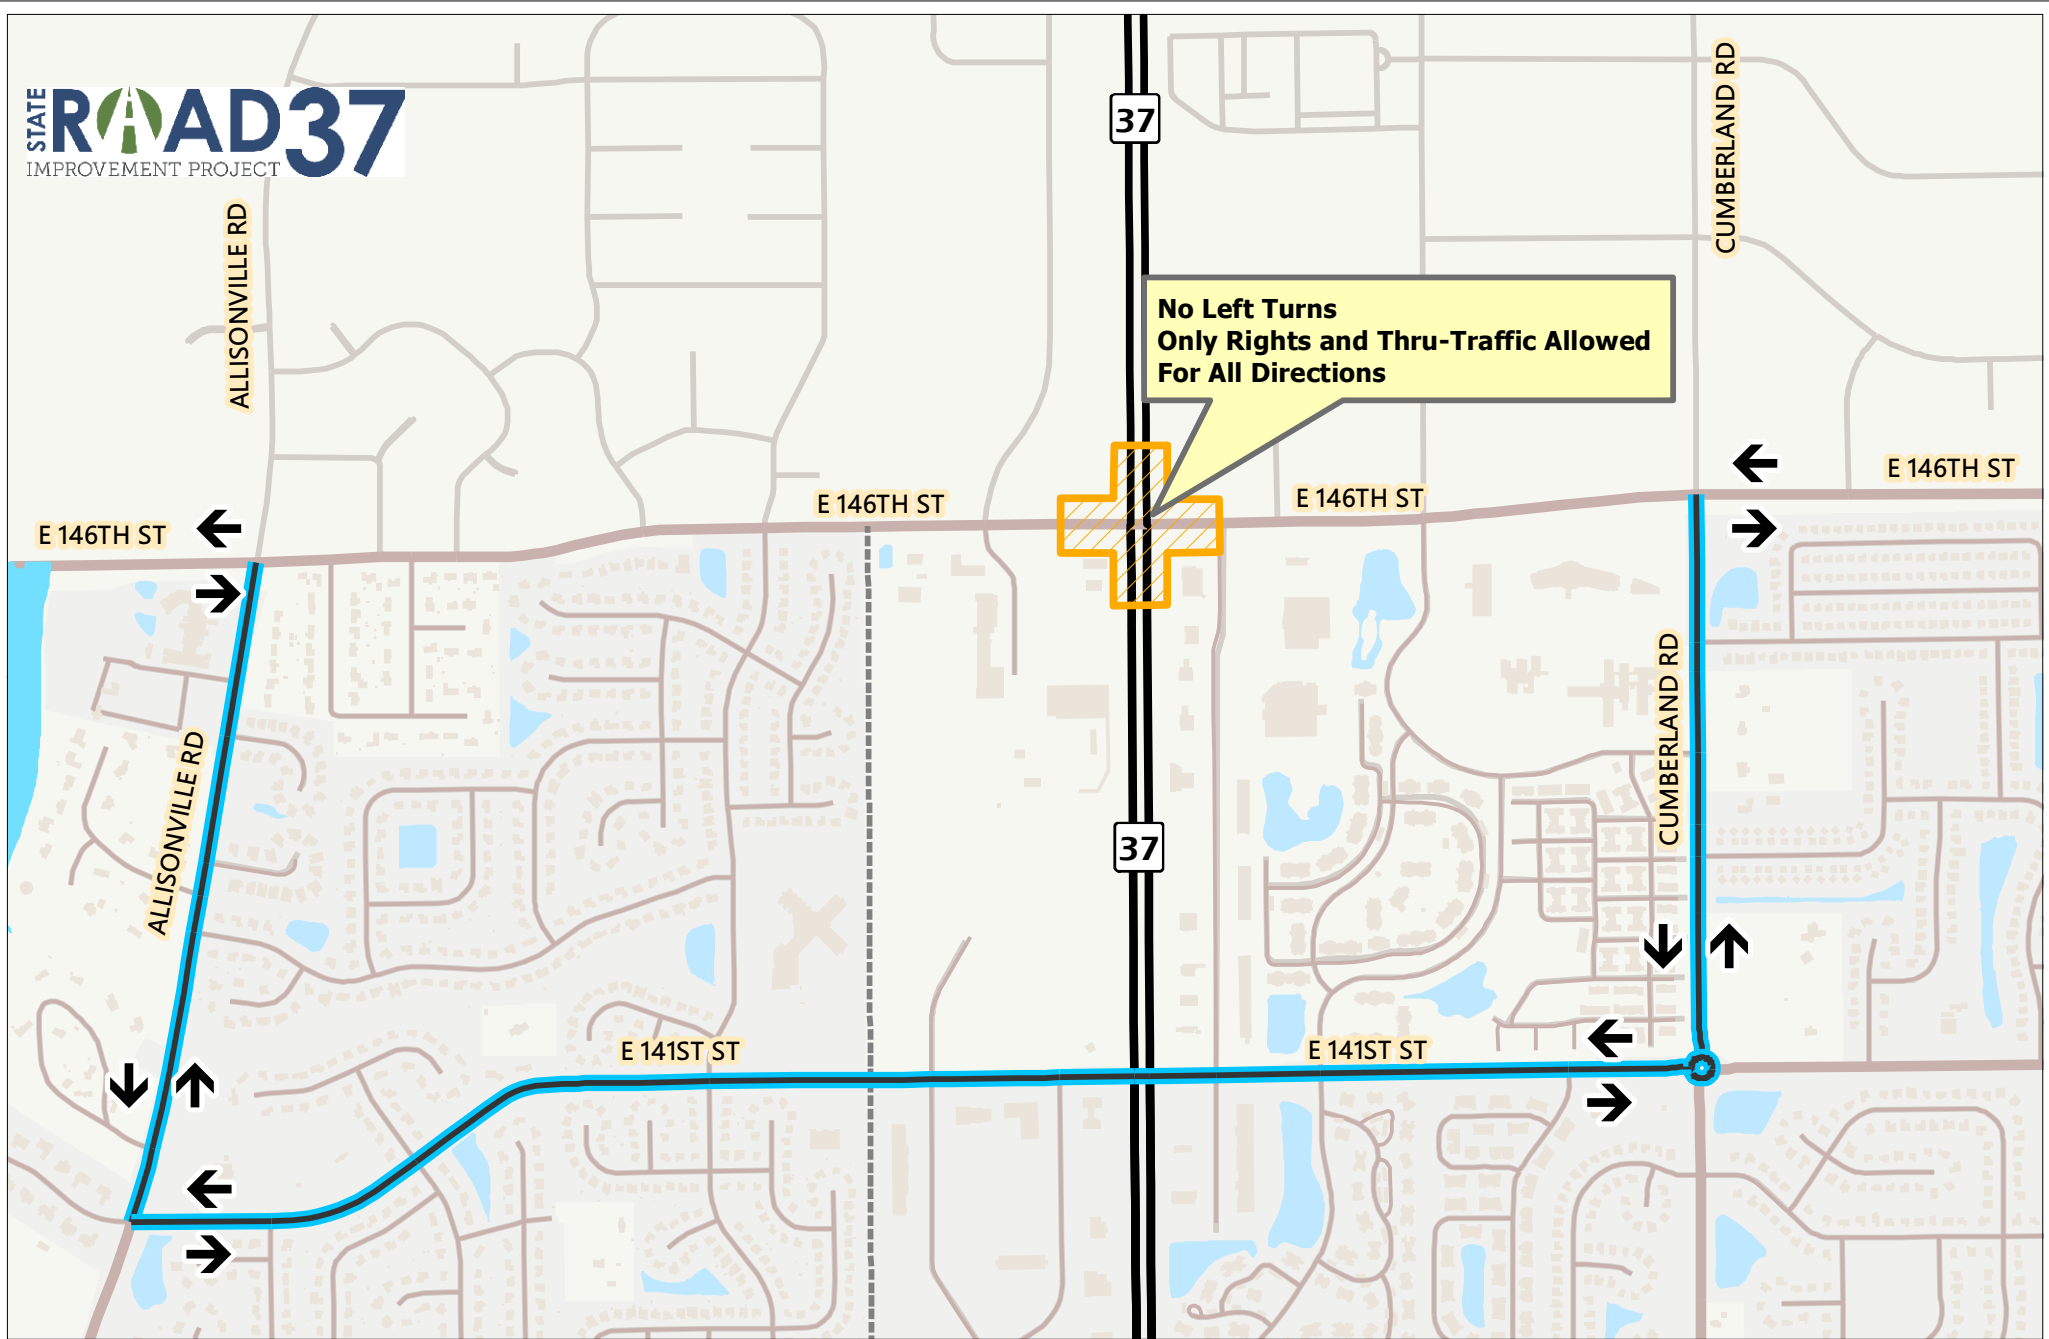 STATE
ROAD 37
IMPROVEMENT PROJECT
37
CUMBERLAND RD
ALLISONVILLE RD
No Left Turns
Only Rights and Thru-Traffic Allowed
For All Directions
E 146TH ST
E 146TH ST
E 146TH ST
E 146TH ST
CUMBERLAND RD
ALLISONVILLE RD
37
E 141ST ST
E 141ST ST